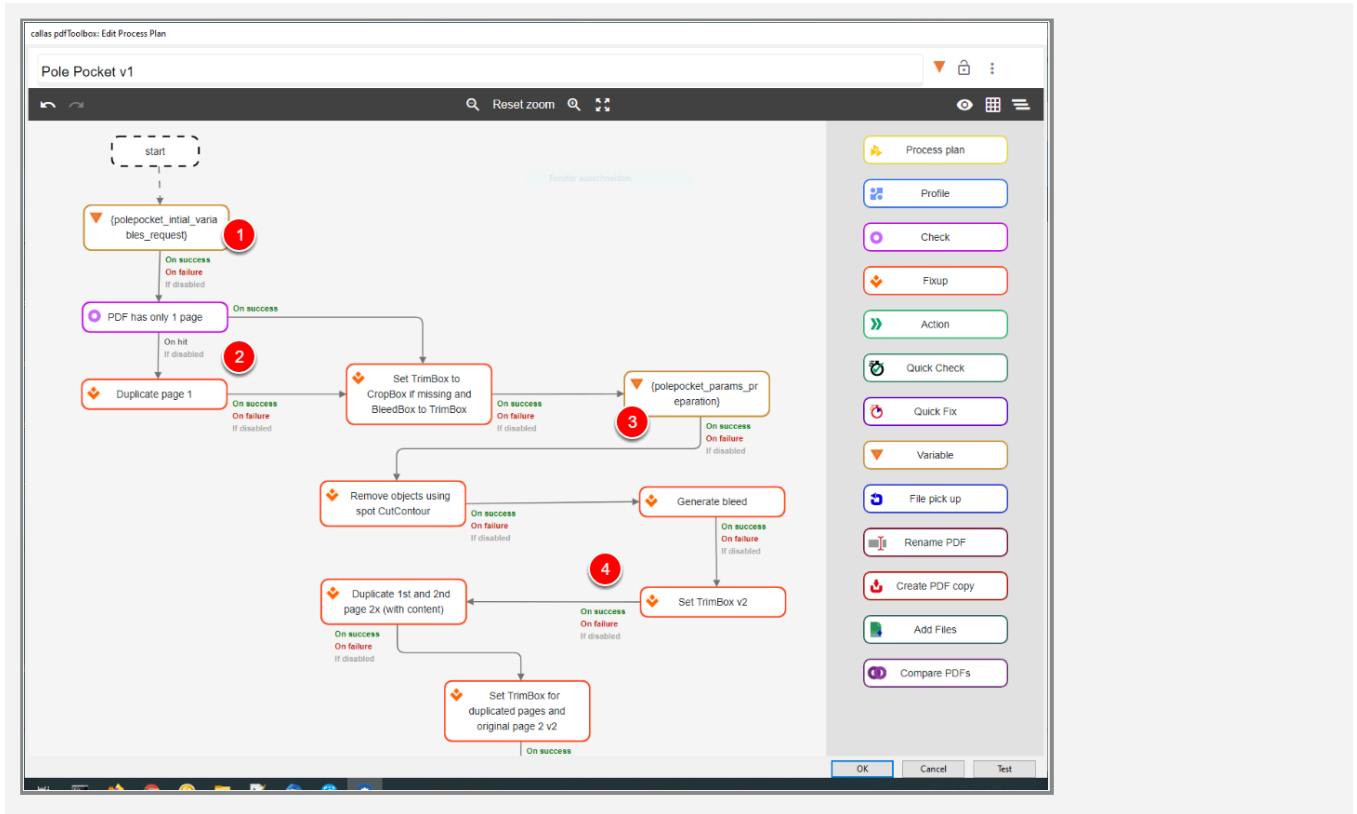 callas pdfToolbox: Edit Process Plan
Pole Pocket v1
Reset zoom
start
Fenster ausschneiden
{polepocket_intial_varia
bles_request}
1
On success
On failure
If disabled
PDF has only 1 page
On success
On hit
If disabled
2
Duplicate page 1
On success
On failure
If disabled
Set TrimBox to
CropBox if missing and
BleedBox to TrimBox
On success
On failure
If disabled
{polepocket_params_pr
eparation}
3
On success
On failure
If disabled
Remove objects using
spot CutContour
On success
On failure
If disabled
Generate bleed
On success
On failure
If disabled
4
Set TrimBox v2
On success
On failure
If disabled
Duplicate 1st and 2nd
page 2x (with content)
On success
On failure
If disabled
Set TrimBox for
duplicated pages and
original page 2 v2
On success
Process plan
Profile
Check
Fixup
Action
Quick Check
Quick Fix
Variable
File pick up
Rename PDF
Create PDF copy
Add Files
Compare PDFs
OK
Cancel
Test